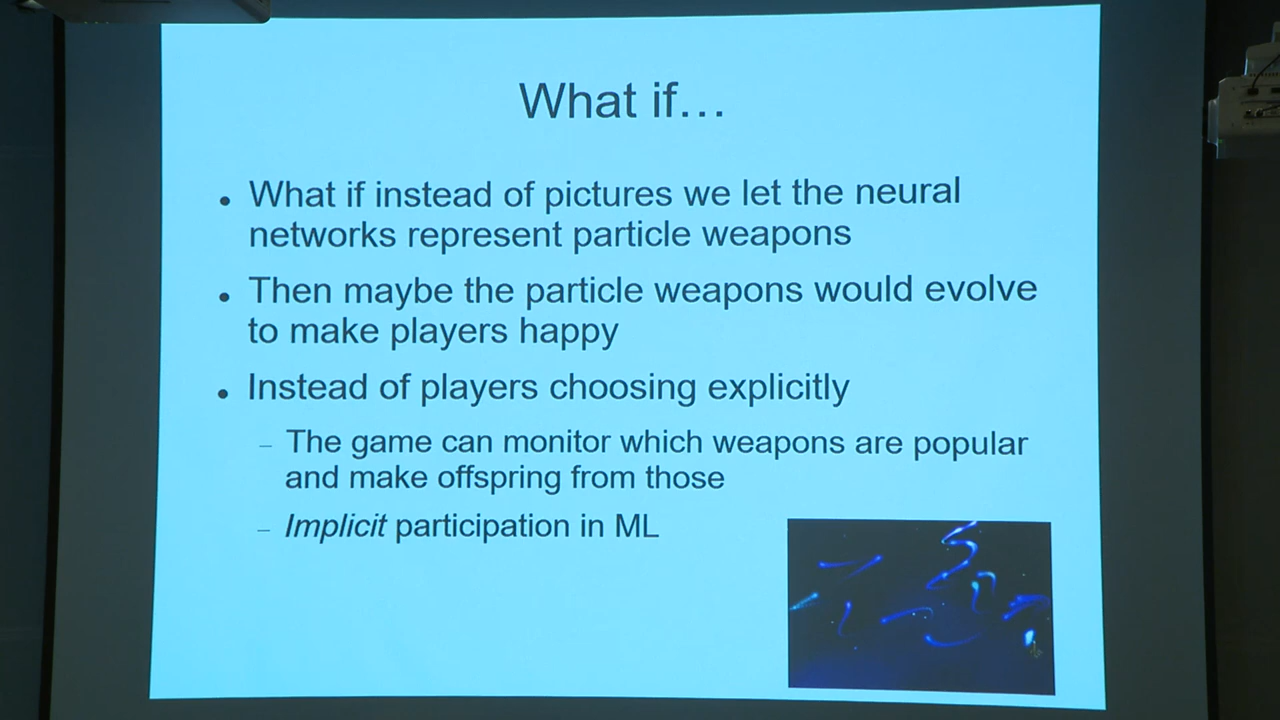 What if…
• What if instead of pictures we let the neural
networks represent particle weapons
• Then maybe the particle weapons would evolve
to make players happy
• Instead of players choosing explicitly
– The game can monitor which weapons are popular
and make offspring from those
– Implicit participation in ML